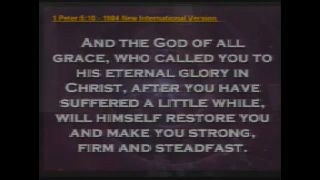 1 Peter 5:10 - 1984 New International Version
AND THE GOD OF ALL
GRACE, WHO CALLED YOU TO
HIS ETERNAL GLORY IN
CHRIST, AFTER YOU HAVE
SUFFERED A LITTLE WHILE,
WILL HIMSELF RESTORE YOU
AND MAKE YOU STRONG,
FIRM AND STEADFAST.